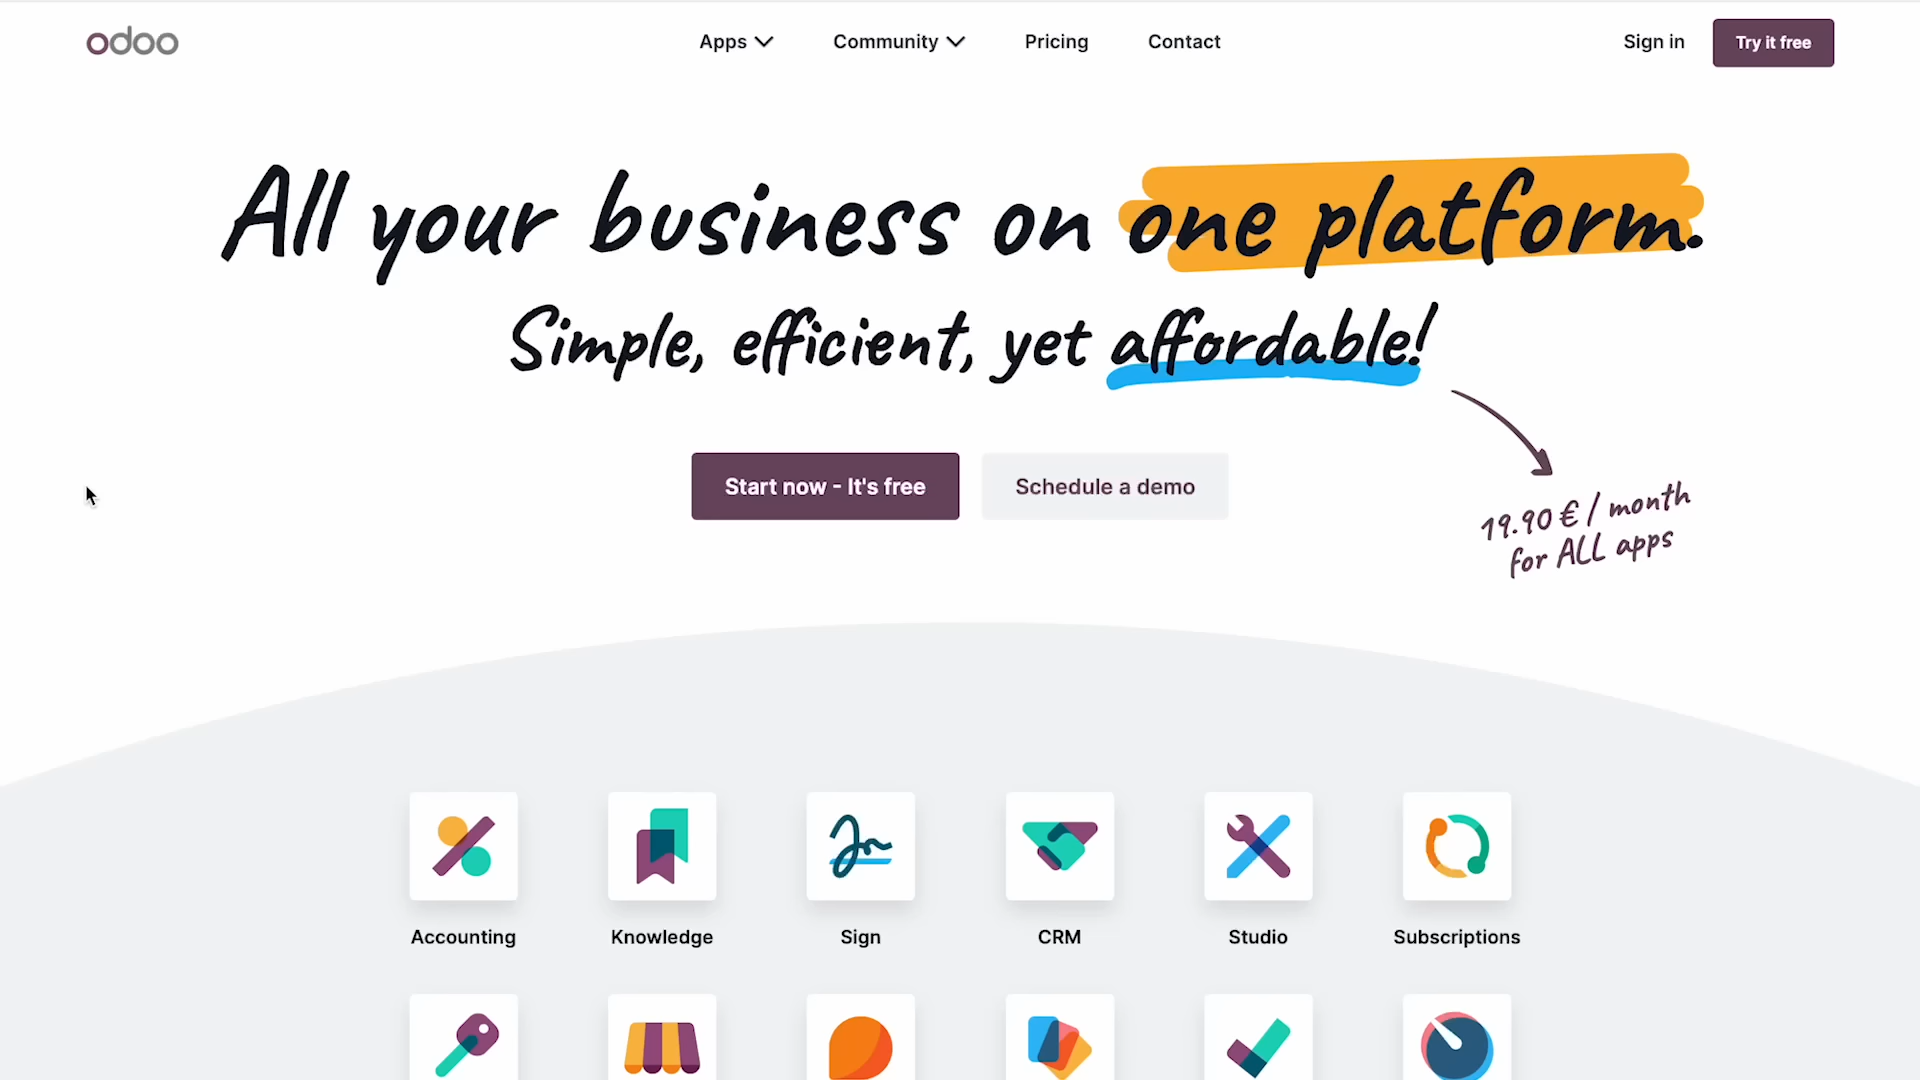 odoo
Apps
Community
Pricing
Contact
Sign in
Try it free
All your business on one platform.
Simple, efficient, yet affordable!
Start now - It's free
Schedule a demo
19.90 € / month
for ALL apps
Accounting
Knowledge
Sign
CRM
Studio
Subscriptions